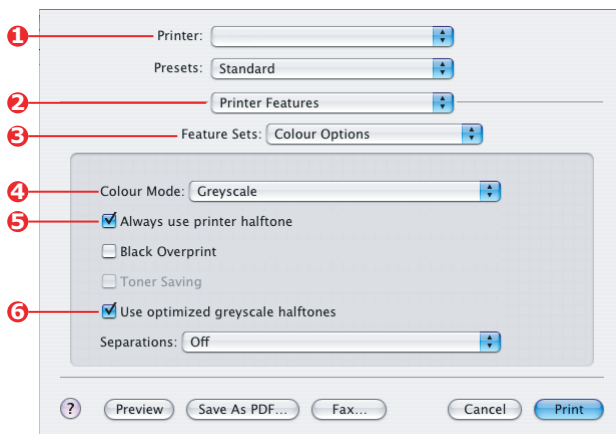 1 Printer:
Presets: Standard
2 Printer Features
3 Feature Sets: Colour Options
4 Colour Mode: Greyscale
5 Always use printer halftone
Black Overprint
Toner Saving
6 Use optimized greyscale halftones
Separations: Off
? Preview Save As PDF... Fax... Cancel Print